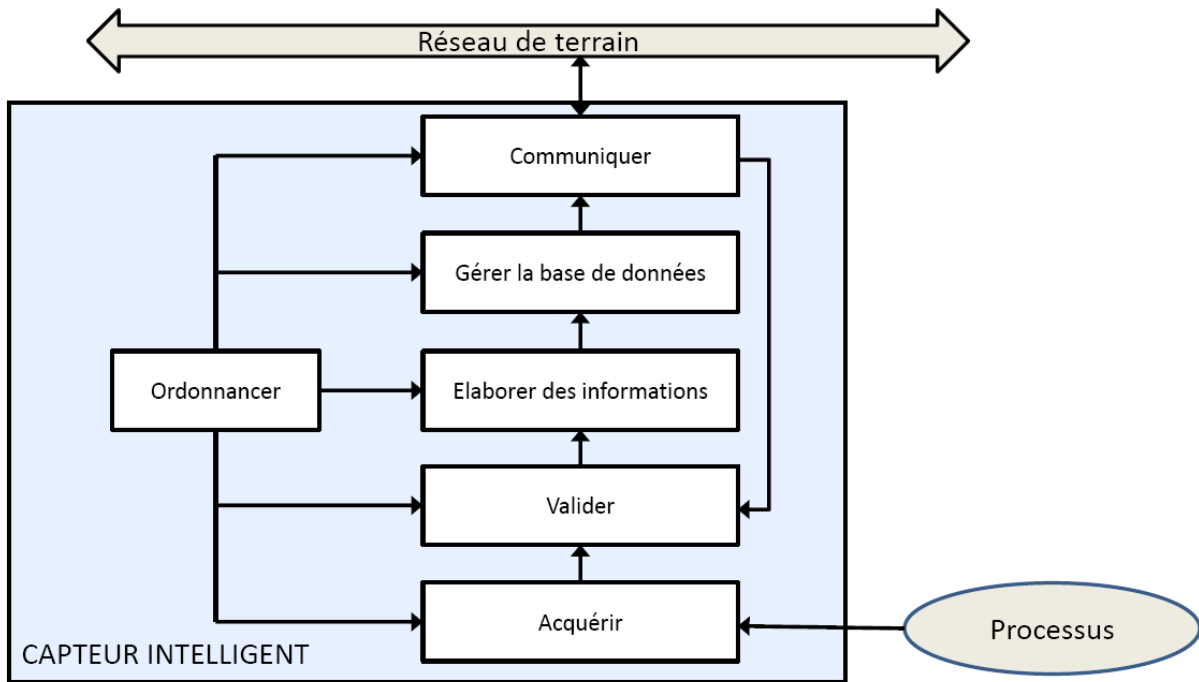 Réseau de terrain
Communiquer
Gérer la base de données
Ordonnancer
Elaborer des informations
Valider
Acquérir
Processus
CAPTEUR INTELLIGENT